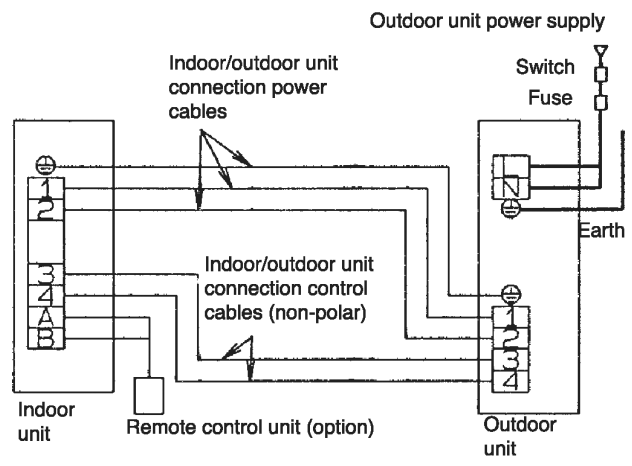 Outdoor unit power supply
Indoor/outdoor unit
connection power
cables
Switch
Fuse
L
N
Earth
1
2
3
4
A
B
Indoor/outdoor unit
connection control
cables (non-polar)
1
2
3
4
Indoor
unit
Remote control unit (option)
Outdoor
unit